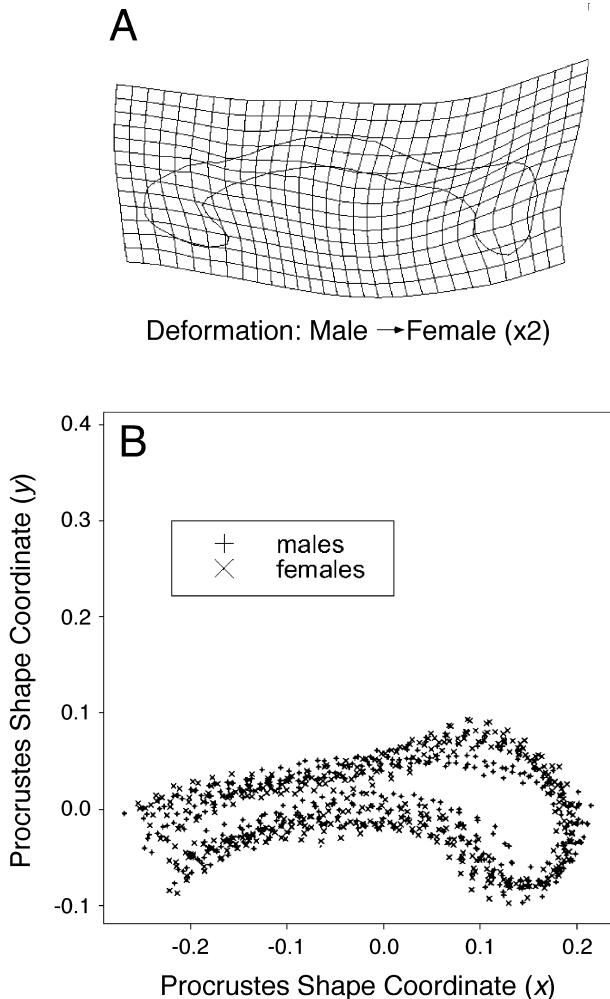 A
Deformation: Male →Female (x2)
B
0.4
0.3
0.2
0.1
0.0
-0.1
Procrustes Shape Coordinate (y)
+ males
× females
-0.2 -0.1 0.0 0.1 0.2
Procrustes Shape Coordinate (x)